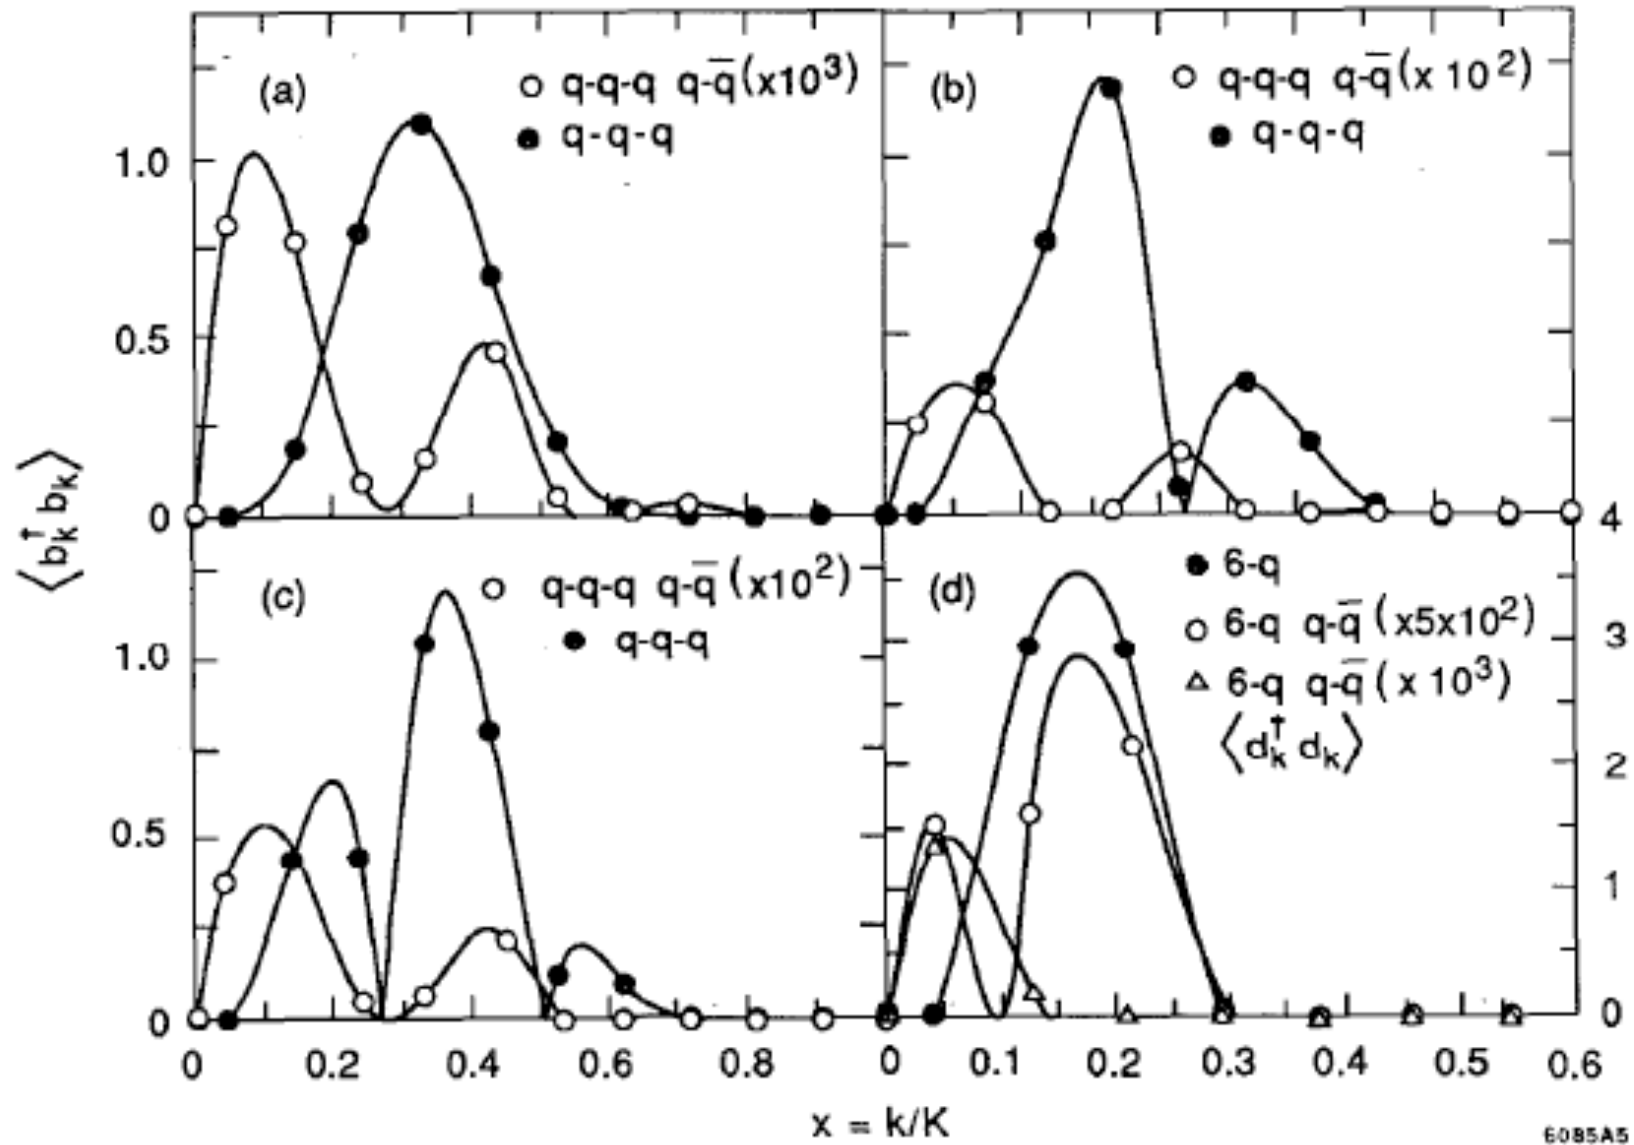 (a)
q-q-q q-q̅ (x10³)
q-q-q
(b)
q-q-q q-q̅ (x 10²)
q-q-q
1.0
0.5
0
4
⟨b†k bk⟩
(c)
q-q-q q-q̅ (x10²)
q-q-q
(d)
6-q
6-q q-q̅ (x5x10²)
6-q q-q̅ (x 10³)
⟨d†k dk⟩
1.0
0.5
0
3
2
1
0
0 0.2 0.4 0.6 0.8 0 0.1 0.2 0.3 0.4 0.5 0.6
x = k/K
6085A5